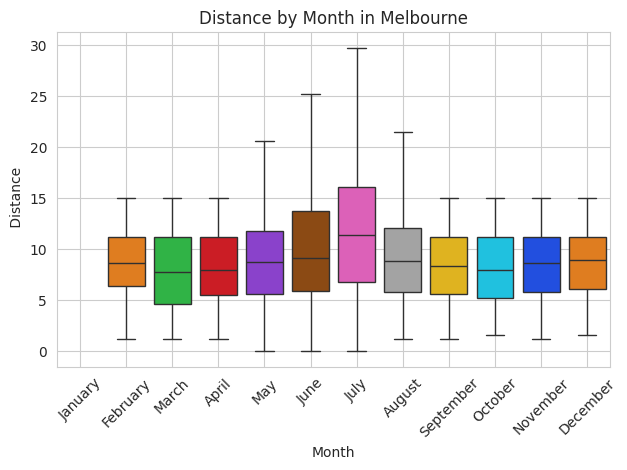 Distance by Month in Melbourne
30
25
20
15
10
5
0
Distance
January
February
March
April
May
June
July
August
September
October
November
December
Month